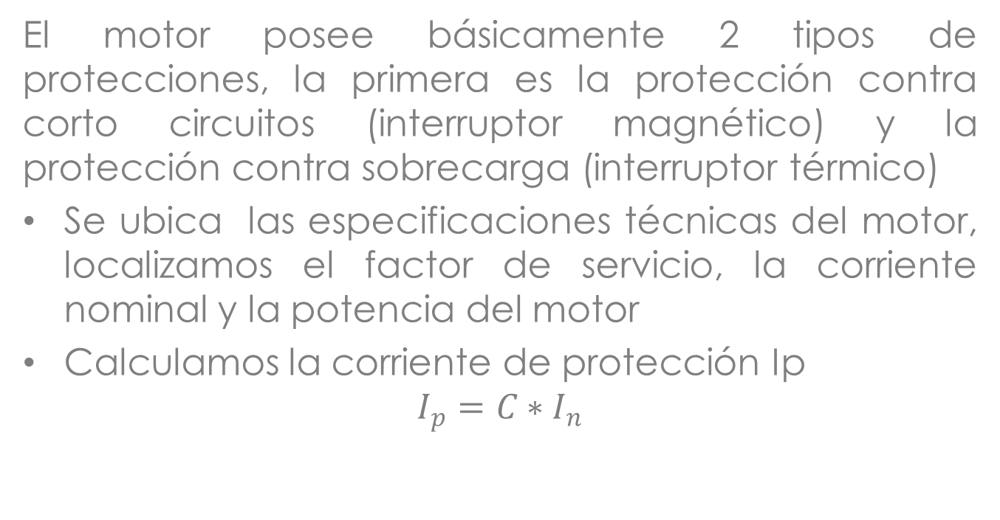 El motor posee básicamente 2 tipos de
protecciones, la primera es la protección contra
corto circuitos (interruptor magnético) y la
protección contra sobrecarga (interruptor térmico)
• Se ubica las especificaciones técnicas del motor,
localizamos el factor de servicio, la corriente
nominal y la potencia del motor
• Calculamos la corriente de protección Ip
𝐼𝑝 = 𝐶 ∗ 𝐼𝑛